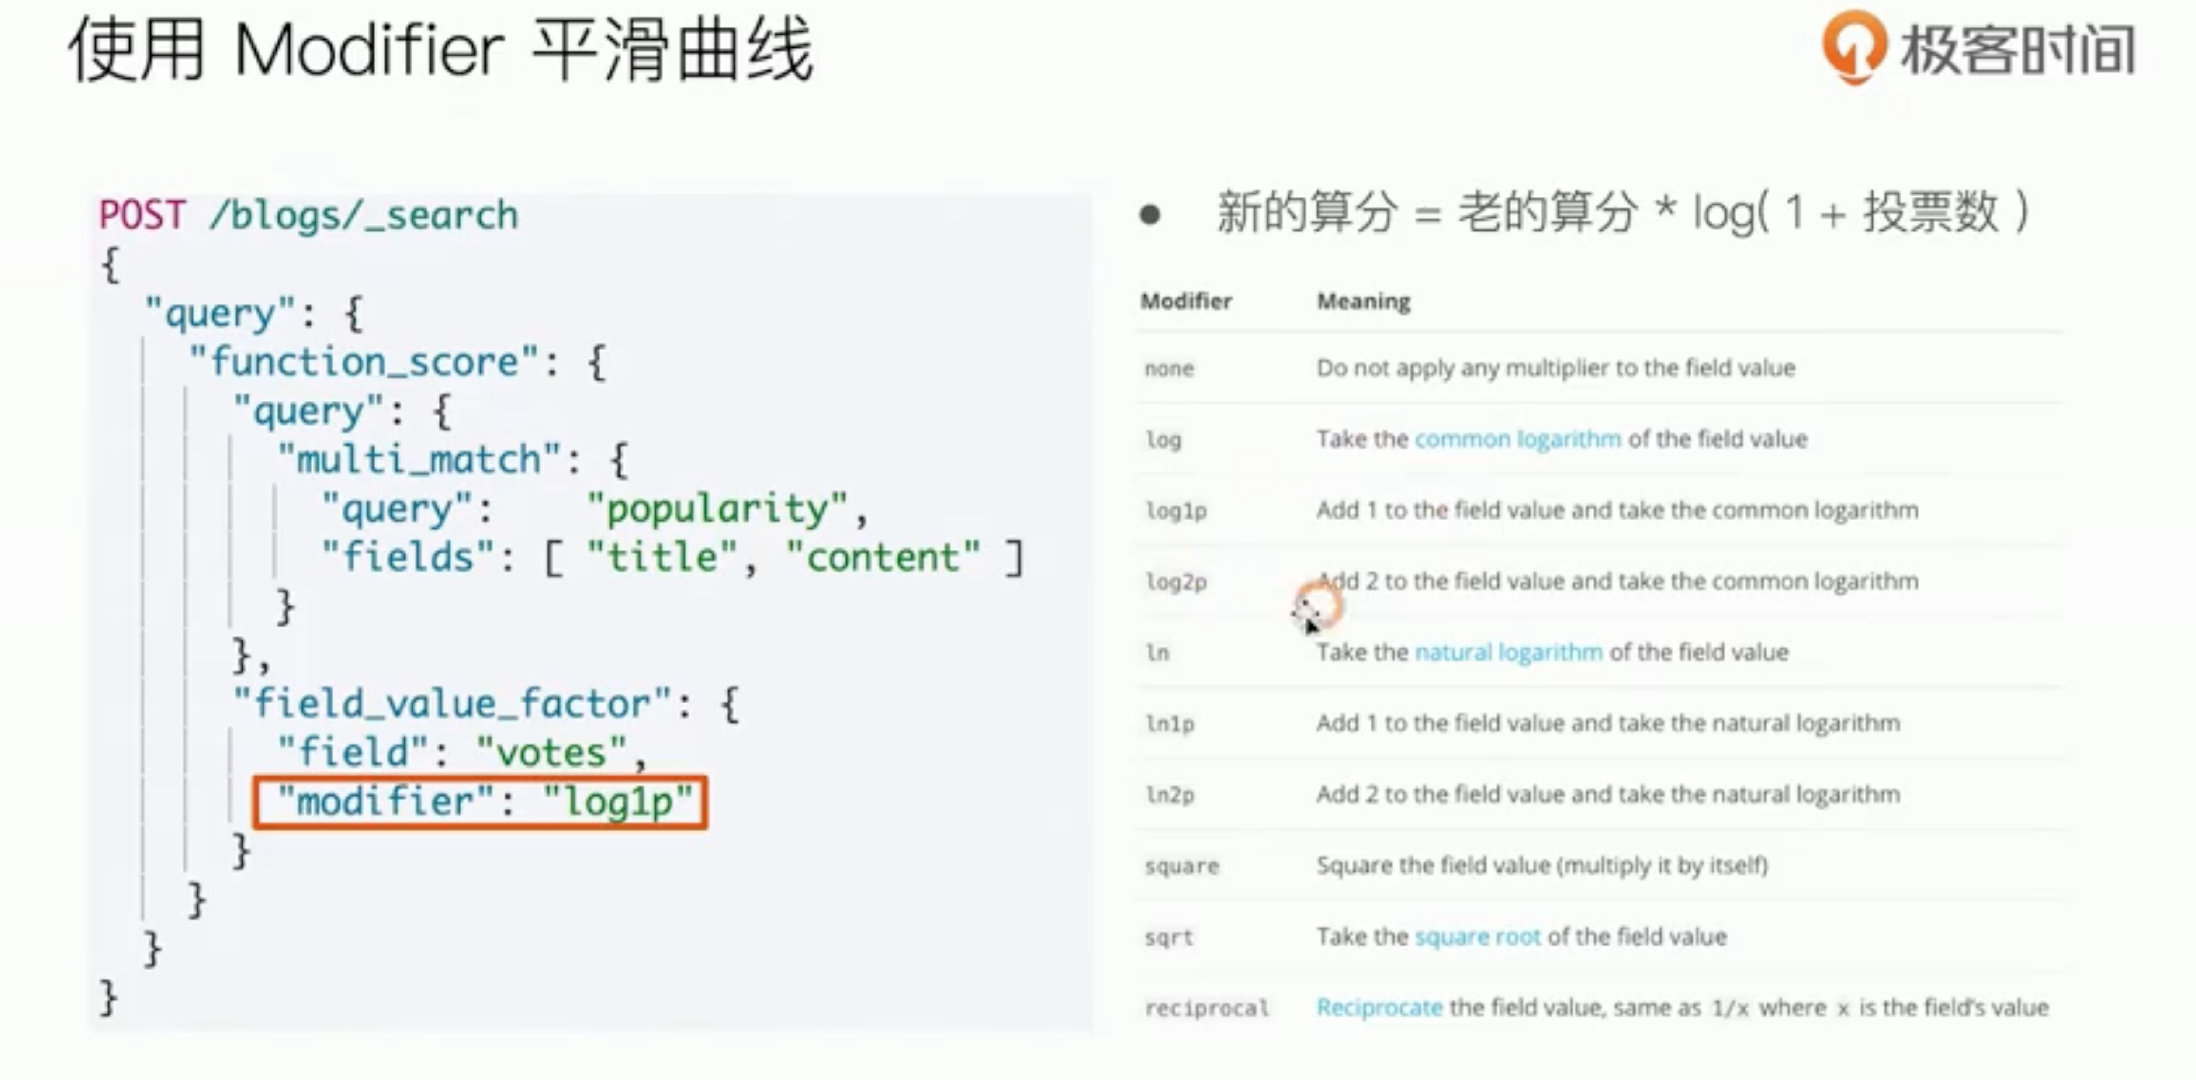 使用 Modifier 平滑曲线
极客时间
POST /blogs/_search
{
"query": {
"function_score": {
"query": {
"multi_match": {
"query": "popularity",
"fields": [ "title", "content" ]
}
},
"field_value_factor": {
"field": "votes",
"modifier": "log1p"
}
}
}
}
● 新的算分 = 老的算分 * log( 1 + 投票数 )
Modifier Meaning
none Do not apply any multiplier to the field value
log Take the common logarithm of the field value
log1p Add 1 to the field value and take the common logarithm
log2p Add 2 to the field value and take the common logarithm
ln Take the natural logarithm of the field value
ln1p Add 1 to the field value and take the natural logarithm
ln2p Add 2 to the field value and take the natural logarithm
square Square the field value (multiply it by itself)
sqrt Take the square root of the field value
reciprocal Reciprocate the field value, same as 1/x where x is the field's value